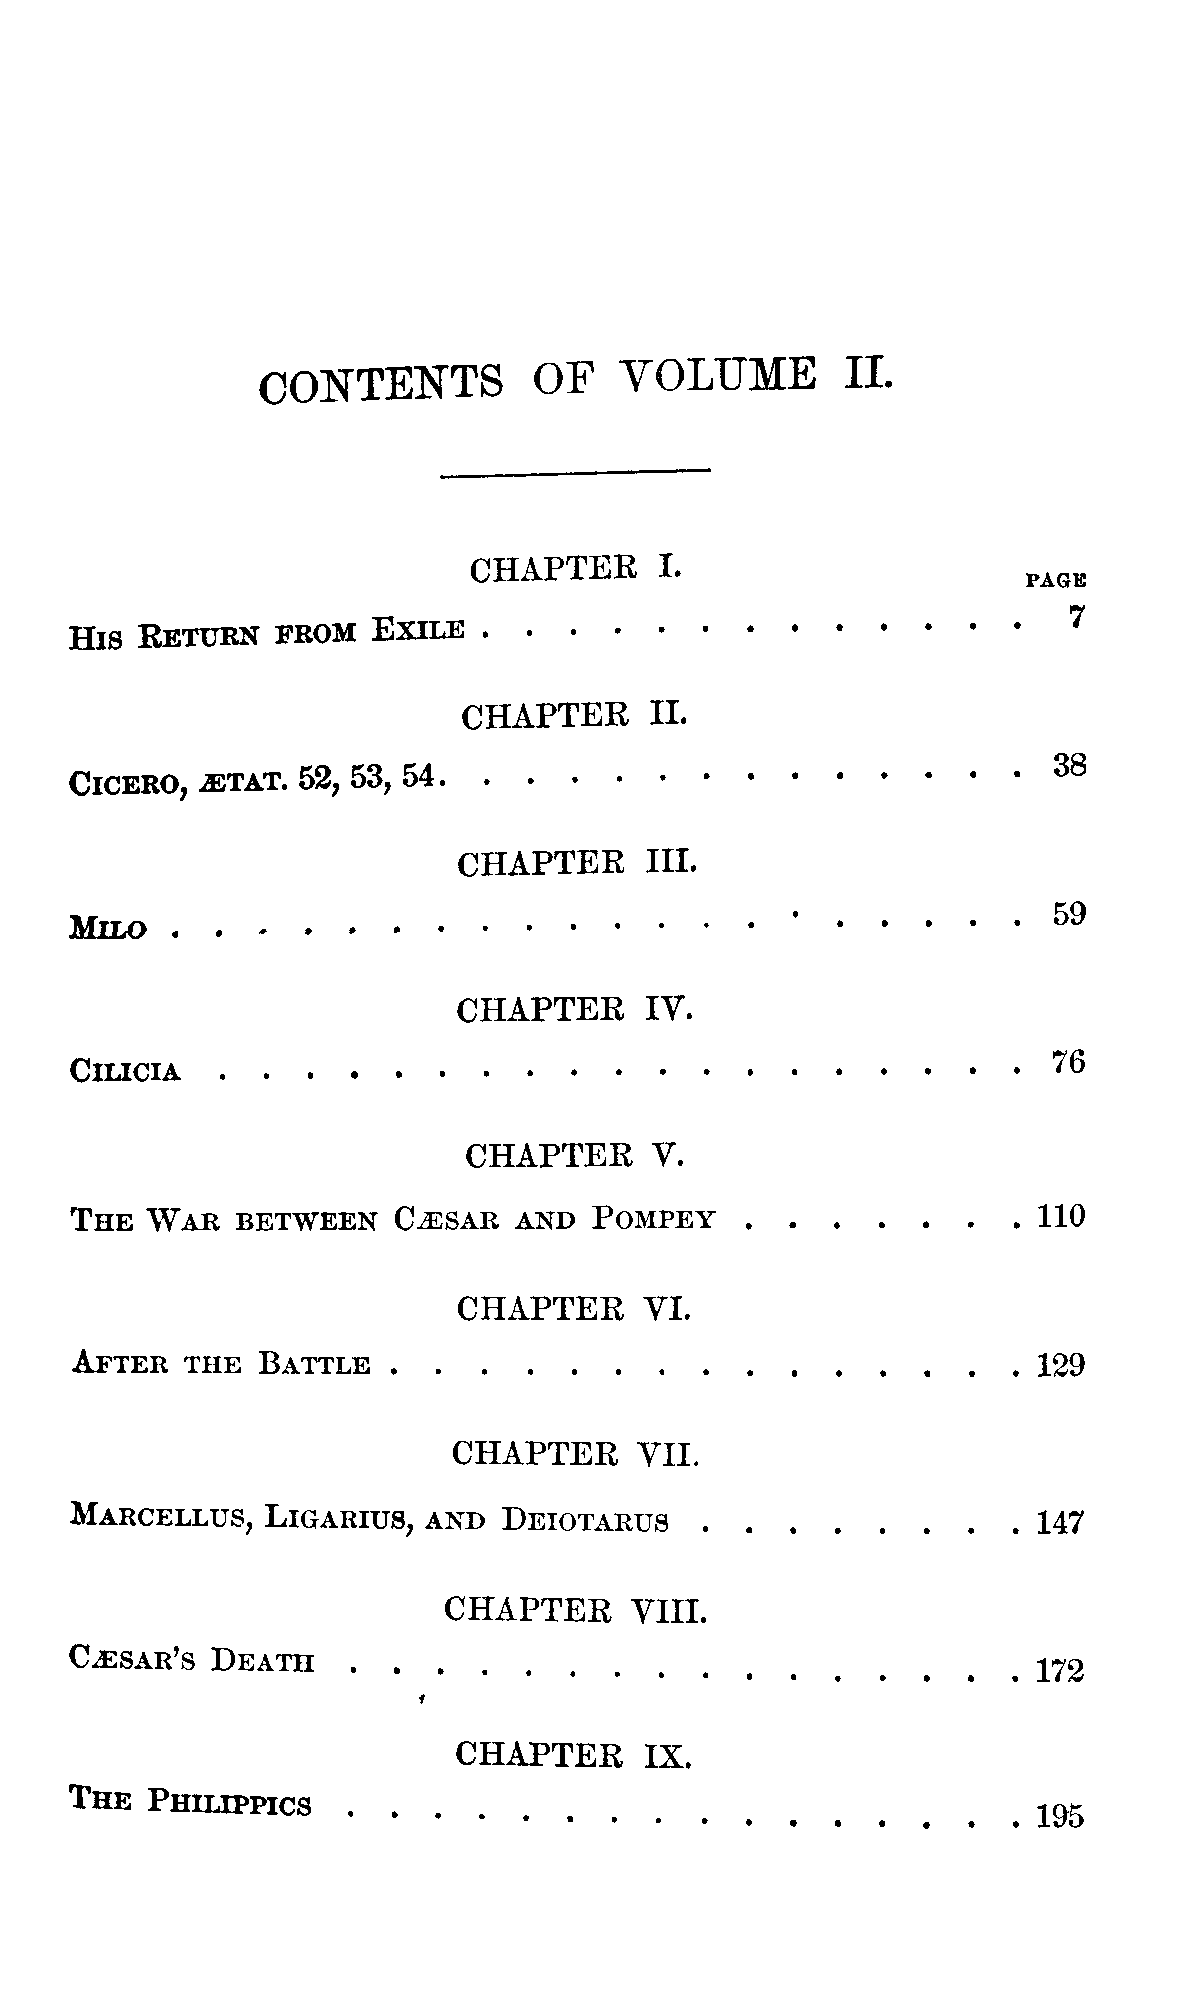 CONTENTS OF VOLUME II.
CHAPTER I.
PAGE
HIS RETURN FROM EXILE . . . . . . . . . . . . . 7
CHAPTER II.
CICERO, ÆTAT. 52, 53, 54. . . . . . . . . . . . . . 38
CHAPTER III.
MILO . . . . . . . . . . . . . . . . . . . . 59
CHAPTER IV.
CILICIA . . . . . . . . . . . . . . . . . . . 76
CHAPTER V.
THE WAR BETWEEN CÆSAR AND POMPEY . . . . . . . 110
CHAPTER VI.
AFTER THE BATTLE . . . . . . . . . . . . . . . 129
CHAPTER VII.
MARCELLUS, LIGARIUS, AND DEIOTARUS . . . . . . . . 147
CHAPTER VIII.
CÆSAR'S DEATH . . . . . . . . . . . . . . . . 172
CHAPTER IX.
THE PHILIPPICS . . . . . . . . . . . . . . . . 195